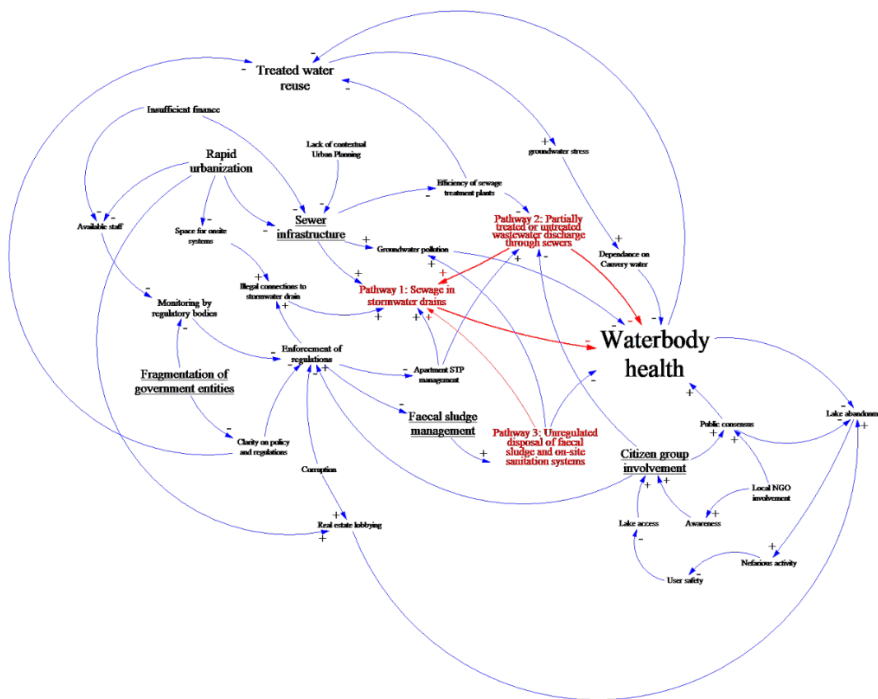 Treated water
reuse
Insufficient finance
Lack of contextual
Urban Planning
groundwater stress
Rapid
urbanization
Efficiency of sewage
treatment plants
Available staff
Space for onsite
systems
Sewer
infrastructure
Pathway 2: Partially
treated or untreated
wastewater discharge
through sewers
Groundwater pollution
Dependance on
Cauvery water
Illegal connections to
stormwater drain
Pathway 1: Sewage in
stormwater drains
Monitoring by
regulatory bodies
Waterbody
health
Enforcement of
regulations
Apartment STP
management
Fragmentation of
government entities
Faecal sludge
management
Lake abandonm
Public consensus
Pathway 3: Unregulated
disposal of faecal
sludge and on-site
sanitation systems
Clarity on policy
and regulations
Citizen group
involvement
Corruption
Local NGO
involvement
Real estate lobbying
Lake access
Awareness
Nefarious activity
User safety